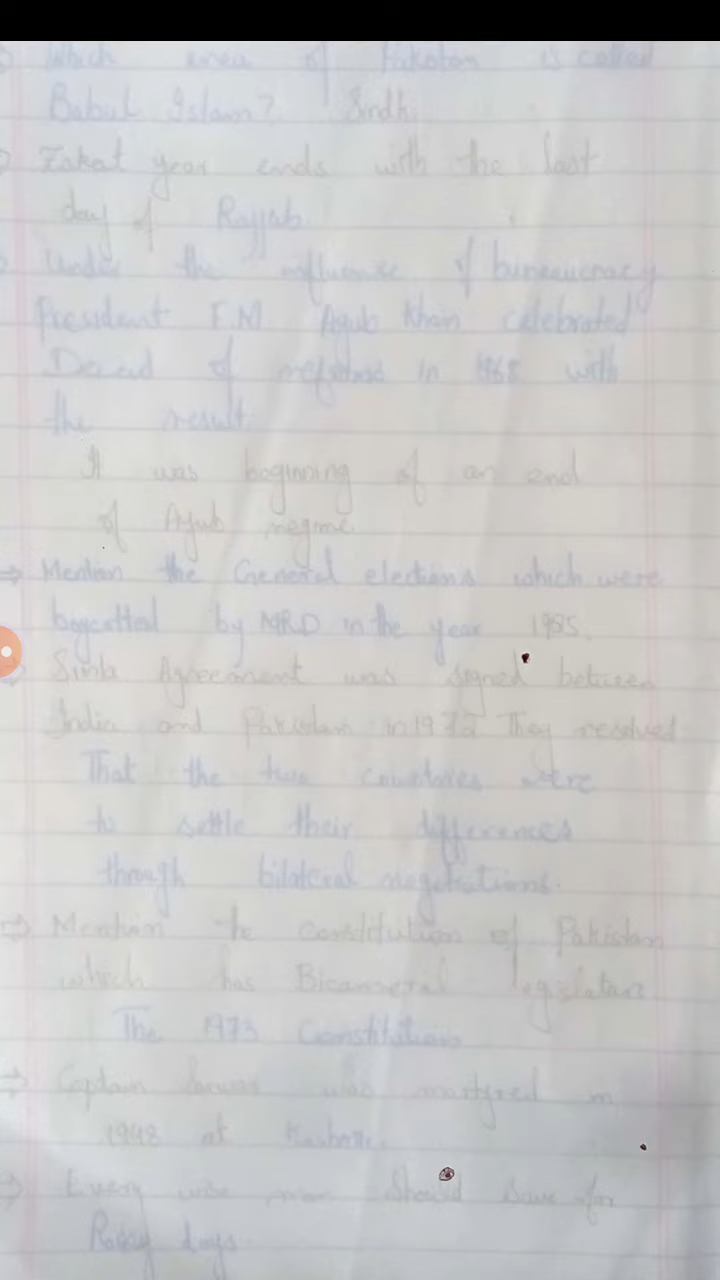 Which area of Pakistan is called
Babul Islam? Sindh
Zakat year ends with the last
day of Rajjab
Under the influence of bureaucracy
President F.M Ayub Khan celebrated
Decad of in 1968 with
the result.
It was beginning of an end
of Ayub regime
⇒ Mention the General elections which were
boycotted by MRD in the year 1985.
Simla Agreement was signed between
India and Pakistan in 1972 They resolved
That the two countries were
to settle their differences
through bilateral negotiations.
⇒ Mention the constitution of Pakistan
which has Bicameral legislature
The 1973 Constitution
⇒ Captain was martyred in
1948 at
⇒ Every wise man should save for
Rainy days.